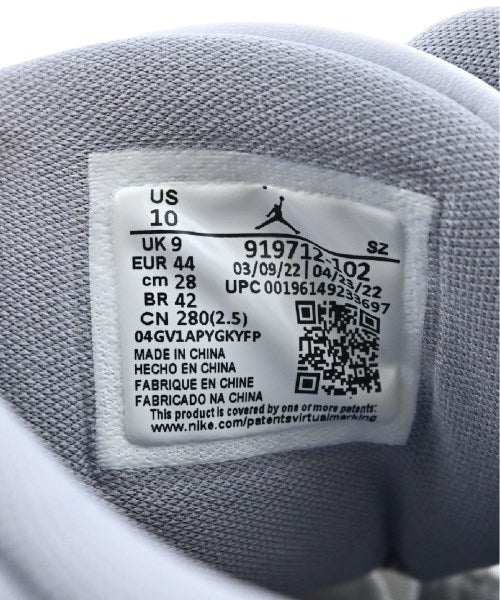 US
10
SZ
UK 9
919712-102
EUR 44
03/09/22 | 04/23/22
cm 28
UPC 00196149233697
BR 42
CN 280(2.5)
04GV1APYGKYFP
MADE IN CHINA
HECHO EN CHINA
FABRIQUE EN CHINE
FABRICADO NA CHINA
This product is covered by one or more patents:
www.nike.com/patentsvirtualmarking